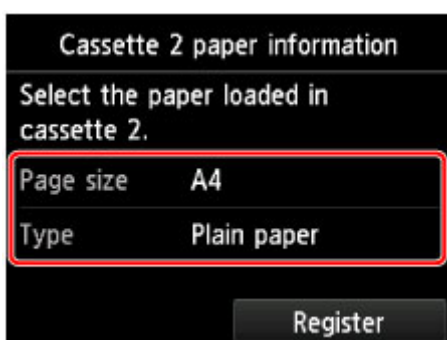 Cassette 2 paper information
Select the paper loaded in
cassette 2.
Page size A4
Type Plain paper
Register